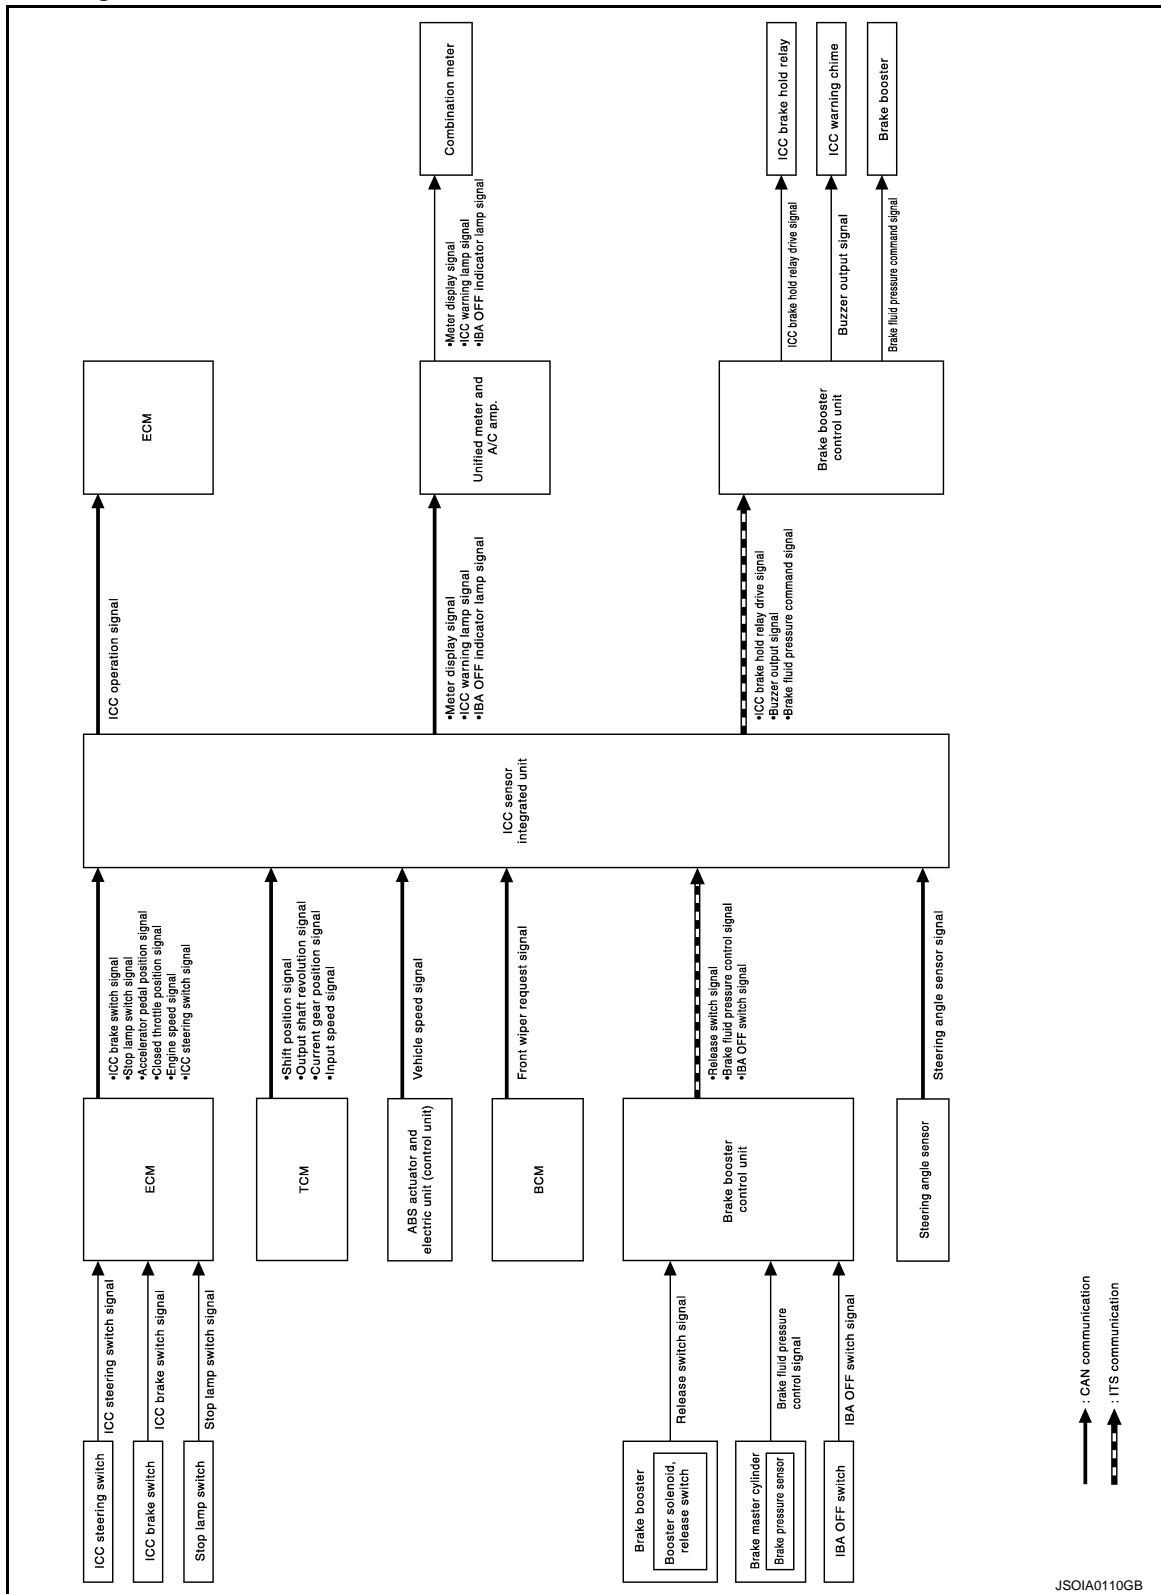 ICC steering switch
ICC brake switch
Stop lamp switch
Brake booster
Booster solenoid,
release switch
Brake master cylinder
Brake pressure sensor
IBA OFF switch
ICC steering switch signal
ICC brake switch signal
Stop lamp switch signal
Release switch signal
Brake fluid pressure
control signal
IBA OFF switch signal
ECM
TCM
ABS actuator and
electric unit (control unit)
BCM
Brake booster
control unit
Steering angle sensor
•ICC brake switch signal
•Stop lamp switch signal
•Accelerator pedal position signal
•Closed throttle position signal
•Engine speed signal
•ICC steering switch signal
•Shift position signal
•Output shaft revolution signal
•Current gear position signal
•Input speed signal
Vehicle speed signal
Front wiper request signal
•Release switch signal
•Brake fluid pressure control signal
•IBA OFF switch signal
Steering angle sensor signal
ICC sensor
integrated unit
ICC operation signal
•Meter display signal
•ICC warning lamp signal
•IBA OFF indicator lamp signal
•ICC brake hold relay drive signal
•Buzzer output signal
•Brake fluid pressure command signal
ECM
Unified meter and
A/C amp.
Brake booster
control unit
•Meter display signal
•ICC warning lamp signal
•IBA OFF indicator lamp signal
ICC brake hold relay drive signal
Buzzer output signal
Brake fluid pressure command signal
Combination meter
ICC brake hold relay
ICC warning chime
Brake booster
: CAN communication
: ITS communication
JSOIA0110GB